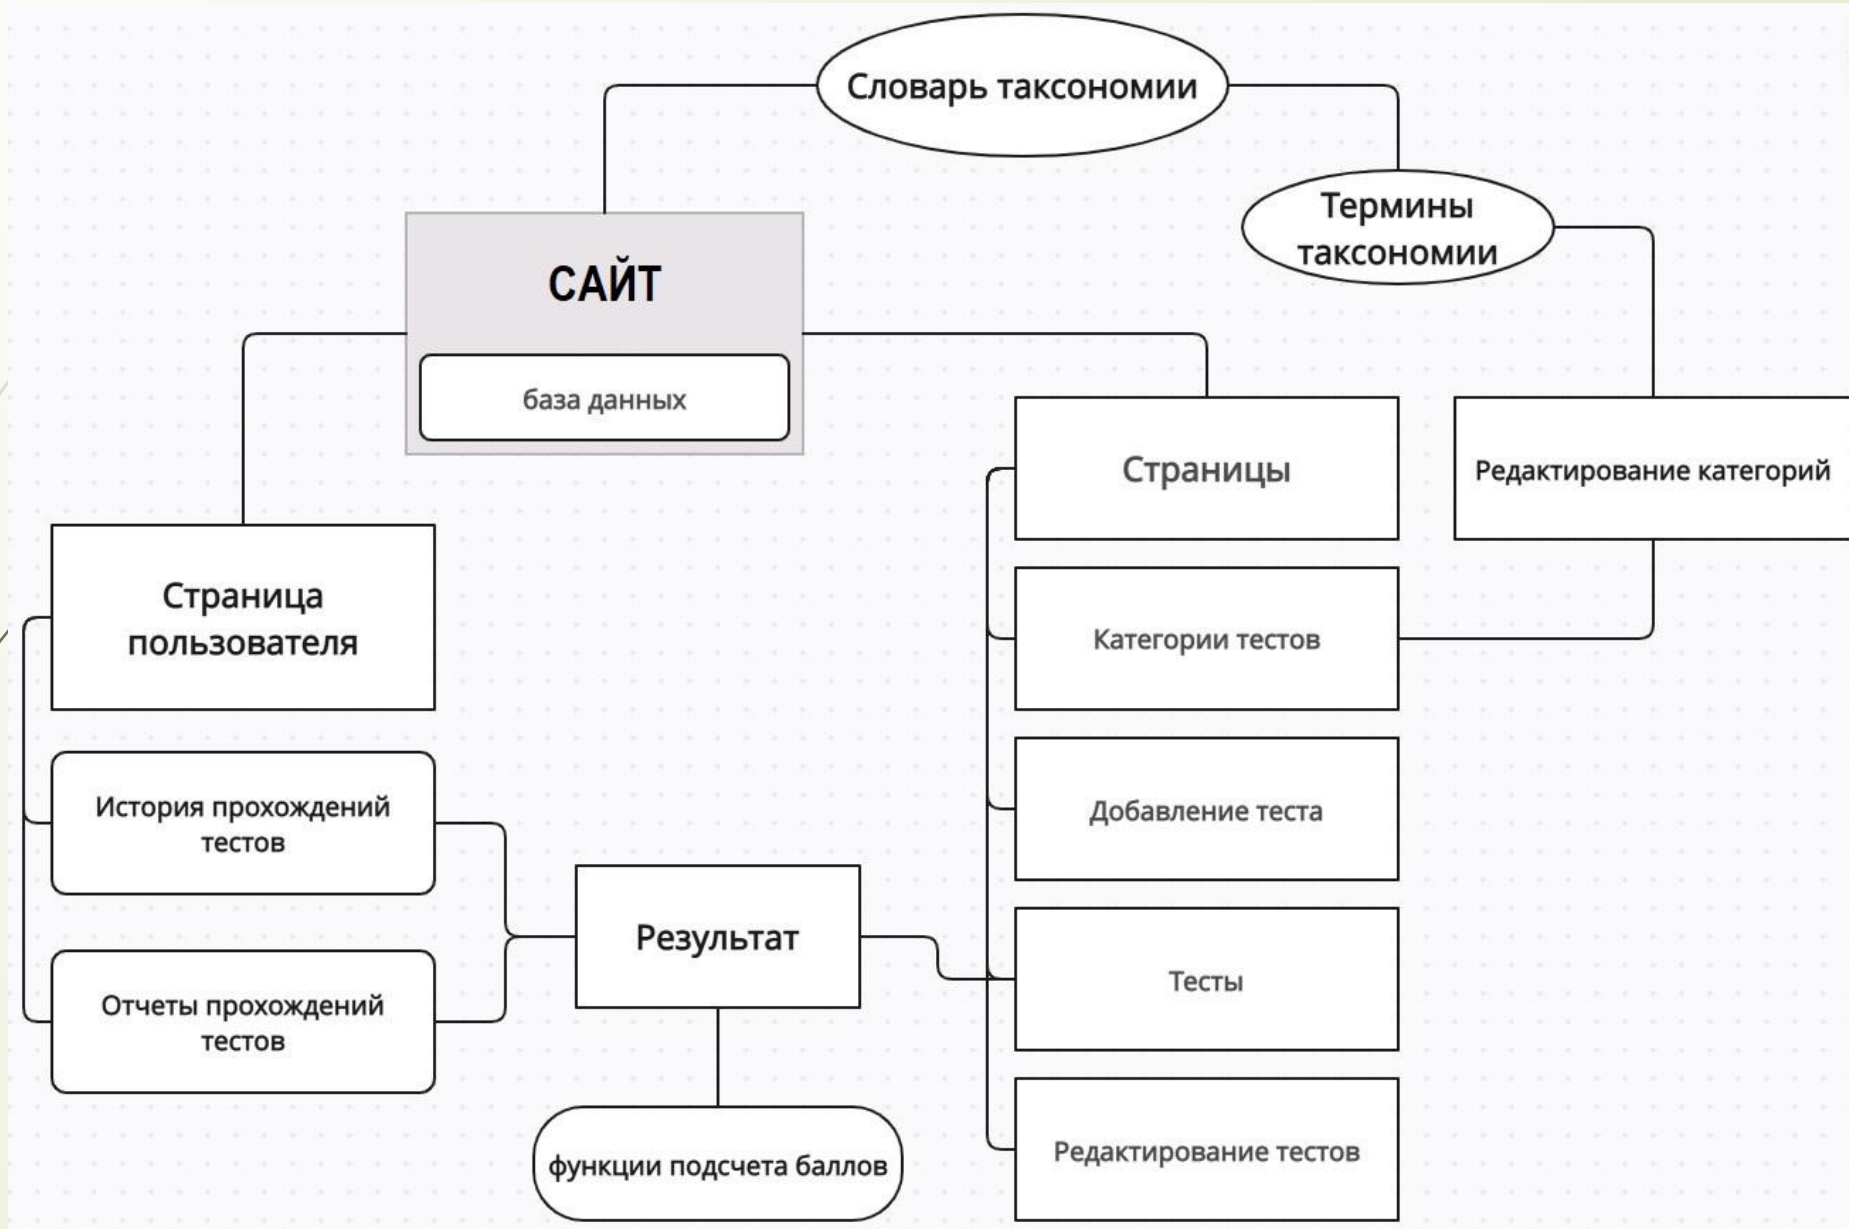 Словарь таксономии
Термины
таксономии
САЙТ
база данных
Страницы
Редактирование категорий
Страница
пользователя
Категории тестов
История прохождений
тестов
Добавление теста
Результат
Отчеты прохождений
тестов
Тесты
функции подсчета баллов
Редактирование тестов